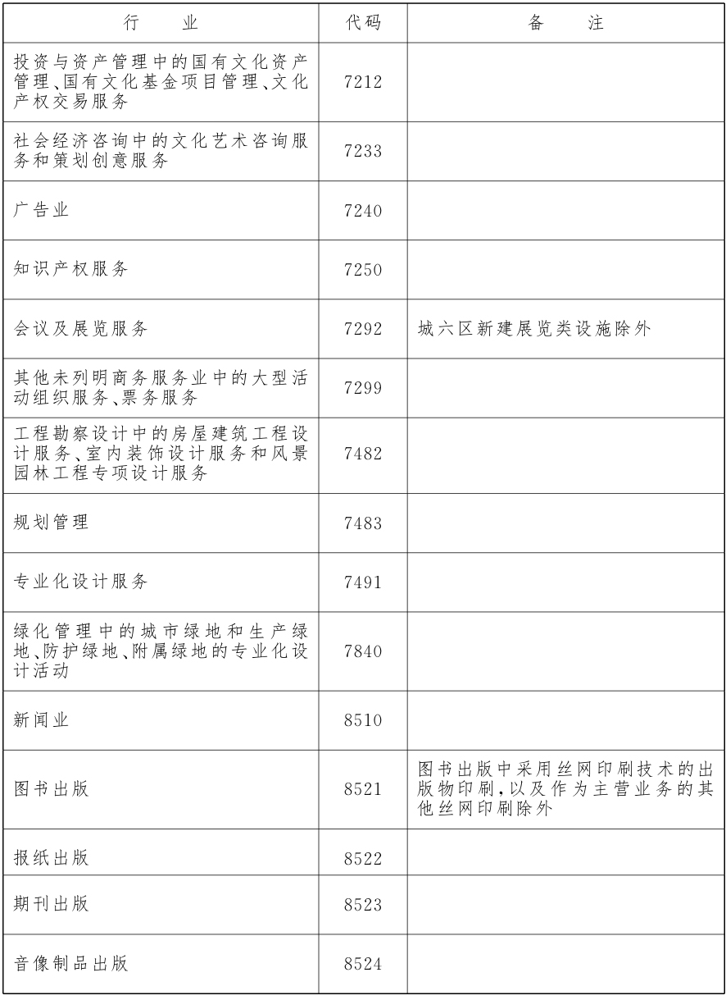 行 业 代码 备 注
投资与资产管理中的国有文化资产
管理、国有文化基金项目管理、文化
产权交易服务
7212
社会经济咨询中的文化艺术咨询服
务和策划创意服务
7233
广告业 7240
知识产权服务 7250
会议及展览服务 7292 城六区新建展览类设施除外
其他未列明商务服务业中的大型活
动组织服务、票务服务
7299
工程勘察设计中的房屋建筑工程设
计服务、室内装饰设计服务和风景
园林工程专项设计服务
7482
规划管理 7483
专业化设计服务 7491
绿化管理中的城市绿地和生产绿
地、防护绿地、附属绿地的专业化设
计活动
7840
新闻业 8510
图书出版 8521
图书出版中采用丝网印刷技术的出
版物印刷,以及作为主营业务的其
他丝网印刷除外
报纸出版 8522
期刊出版 8523
音像制品出版 8524